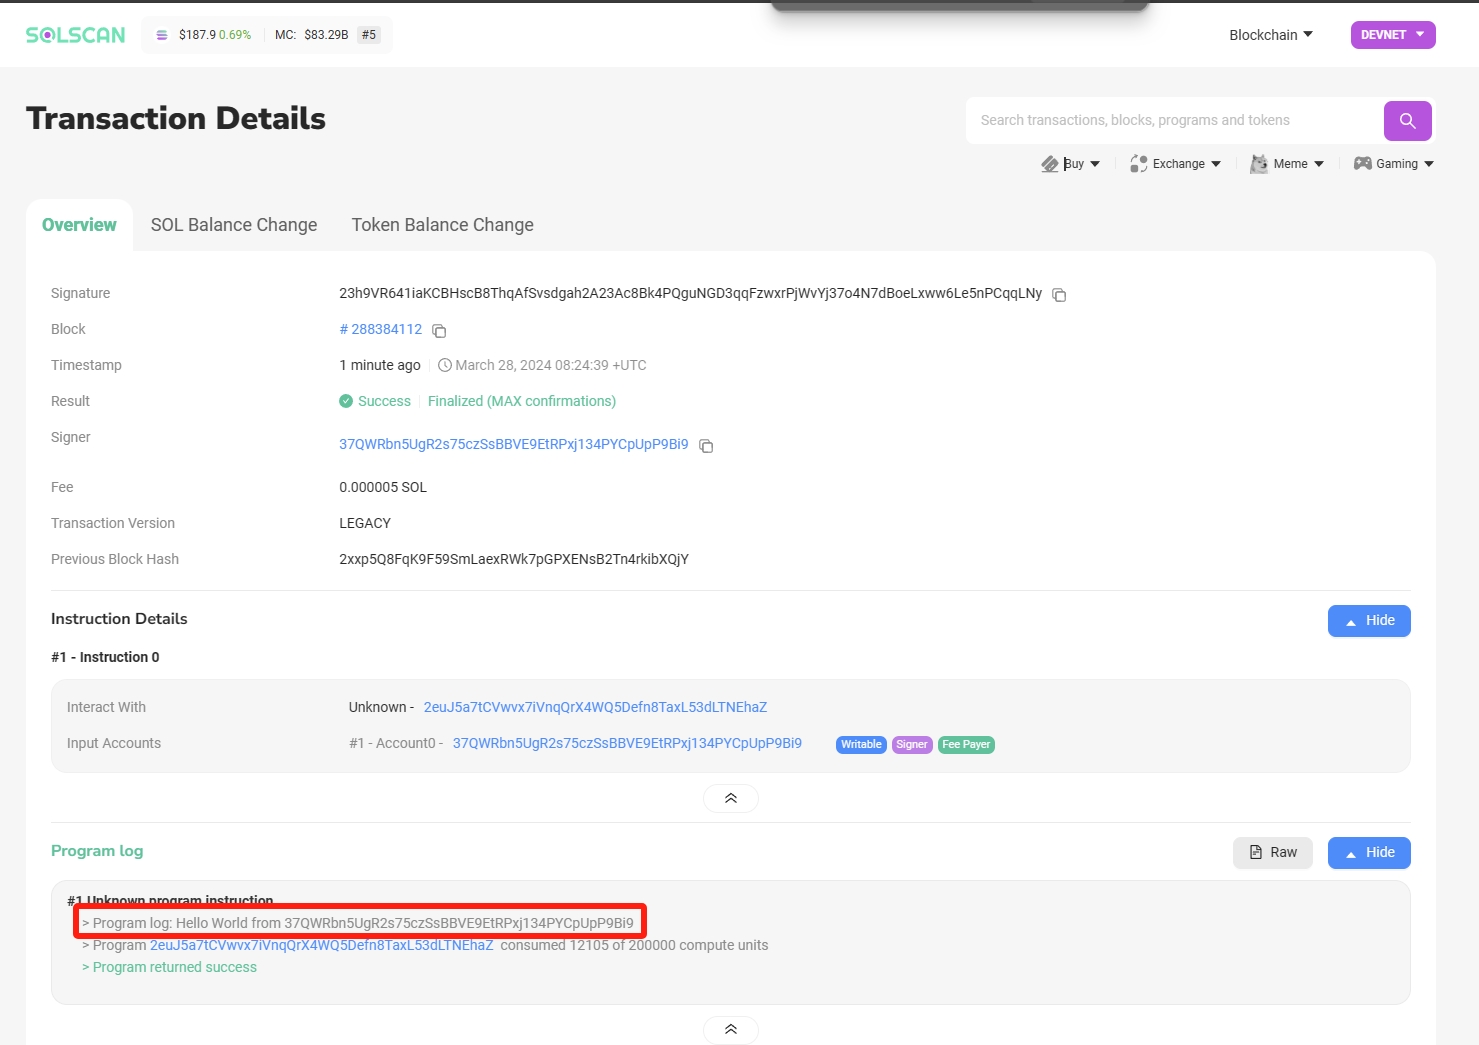 SOLSCAN
$187.9 0.69% MC: $83.29B #5
Blockchain
DEVNET
Transaction Details
Search transactions, blocks, programs and tokens
Buy Exchange Meme Gaming
Overview SOL Balance Change Token Balance Change
Signature 23h9VR641iaKCBHscB8ThqAfSvsdgah2A23Ac8Bk4PQguNGD3qqFzwxrPjWvYj37o4N7dBoeLxww6Le5nPCqqLNy
Block # 288384112
Timestamp 1 minute ago March 28, 2024 08:24:39 +UTC
Result Success Finalized (MAX confirmations)
Signer 37QWRbn5UgR2s75czSsBBVE9EtRPxj134PYCpUpP9Bi9
Fee 0.000005 SOL
Transaction Version LEGACY
Previous Block Hash 2xxp5Q8FqK9F59SmLaexRWk7pGPXENsB2Tn4rkibXQjY
Instruction Details Hide
#1 - Instruction 0
Interact With Unknown - 2euJ5a7tCVwvx7iVnqQrX4WQ5Defn8TaxL53dLTNEhaZ
Input Accounts #1 - Account0 - 37QWRbn5UgR2s75czSsBBVE9EtRPxj134PYCpUpP9Bi9 Writable Signer Fee Payer
Program log Raw Hide
#1 Unknown program instruction
> Program log: Hello World from 37QWRbn5UgR2s75czSsBBVE9EtRPxj134PYCpUpP9Bi9
> Program 2euJ5a7tCVwvx7iVnqQrX4WQ5Defn8TaxL53dLTNEhaZ consumed 12105 of 200000 compute units
> Program returned success